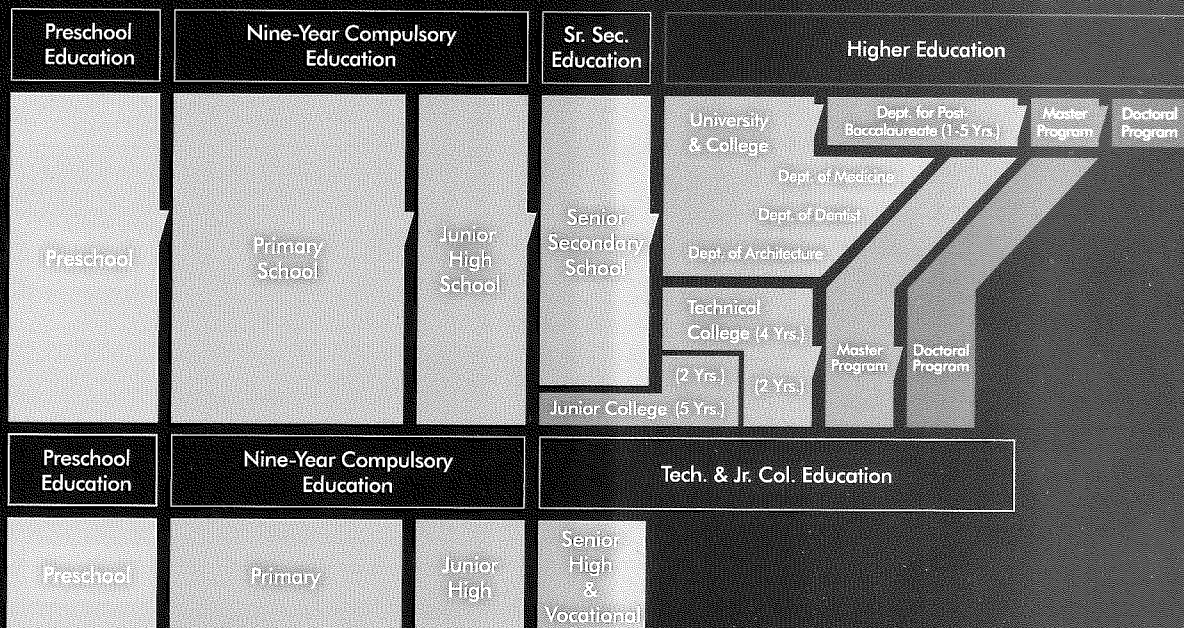 Preschool
Education
Nine-Year Compulsory
Education
Sr. Sec.
Education
Higher Education
Preschool
Primary
School
Junior
High
School
Senior
Secondary
School
University
& College
Dept. for Post-
Baccalaureate (1-5 Yrs.)
Master
Program
Doctoral
Program
Dept. of Medicine
Dept. of Dentist
Dept. of Architecture
Technical
College (4 Yrs.)
(2 Yrs.)
(2 Yrs.)
Junior College (5 Yrs.)
Master
Program
Doctoral
Program
Preschool
Education
Nine-Year Compulsory
Education
Tech. & Jr. Col. Education
Preschool
Primary
Junior
High
Senior
High
&
Vocational